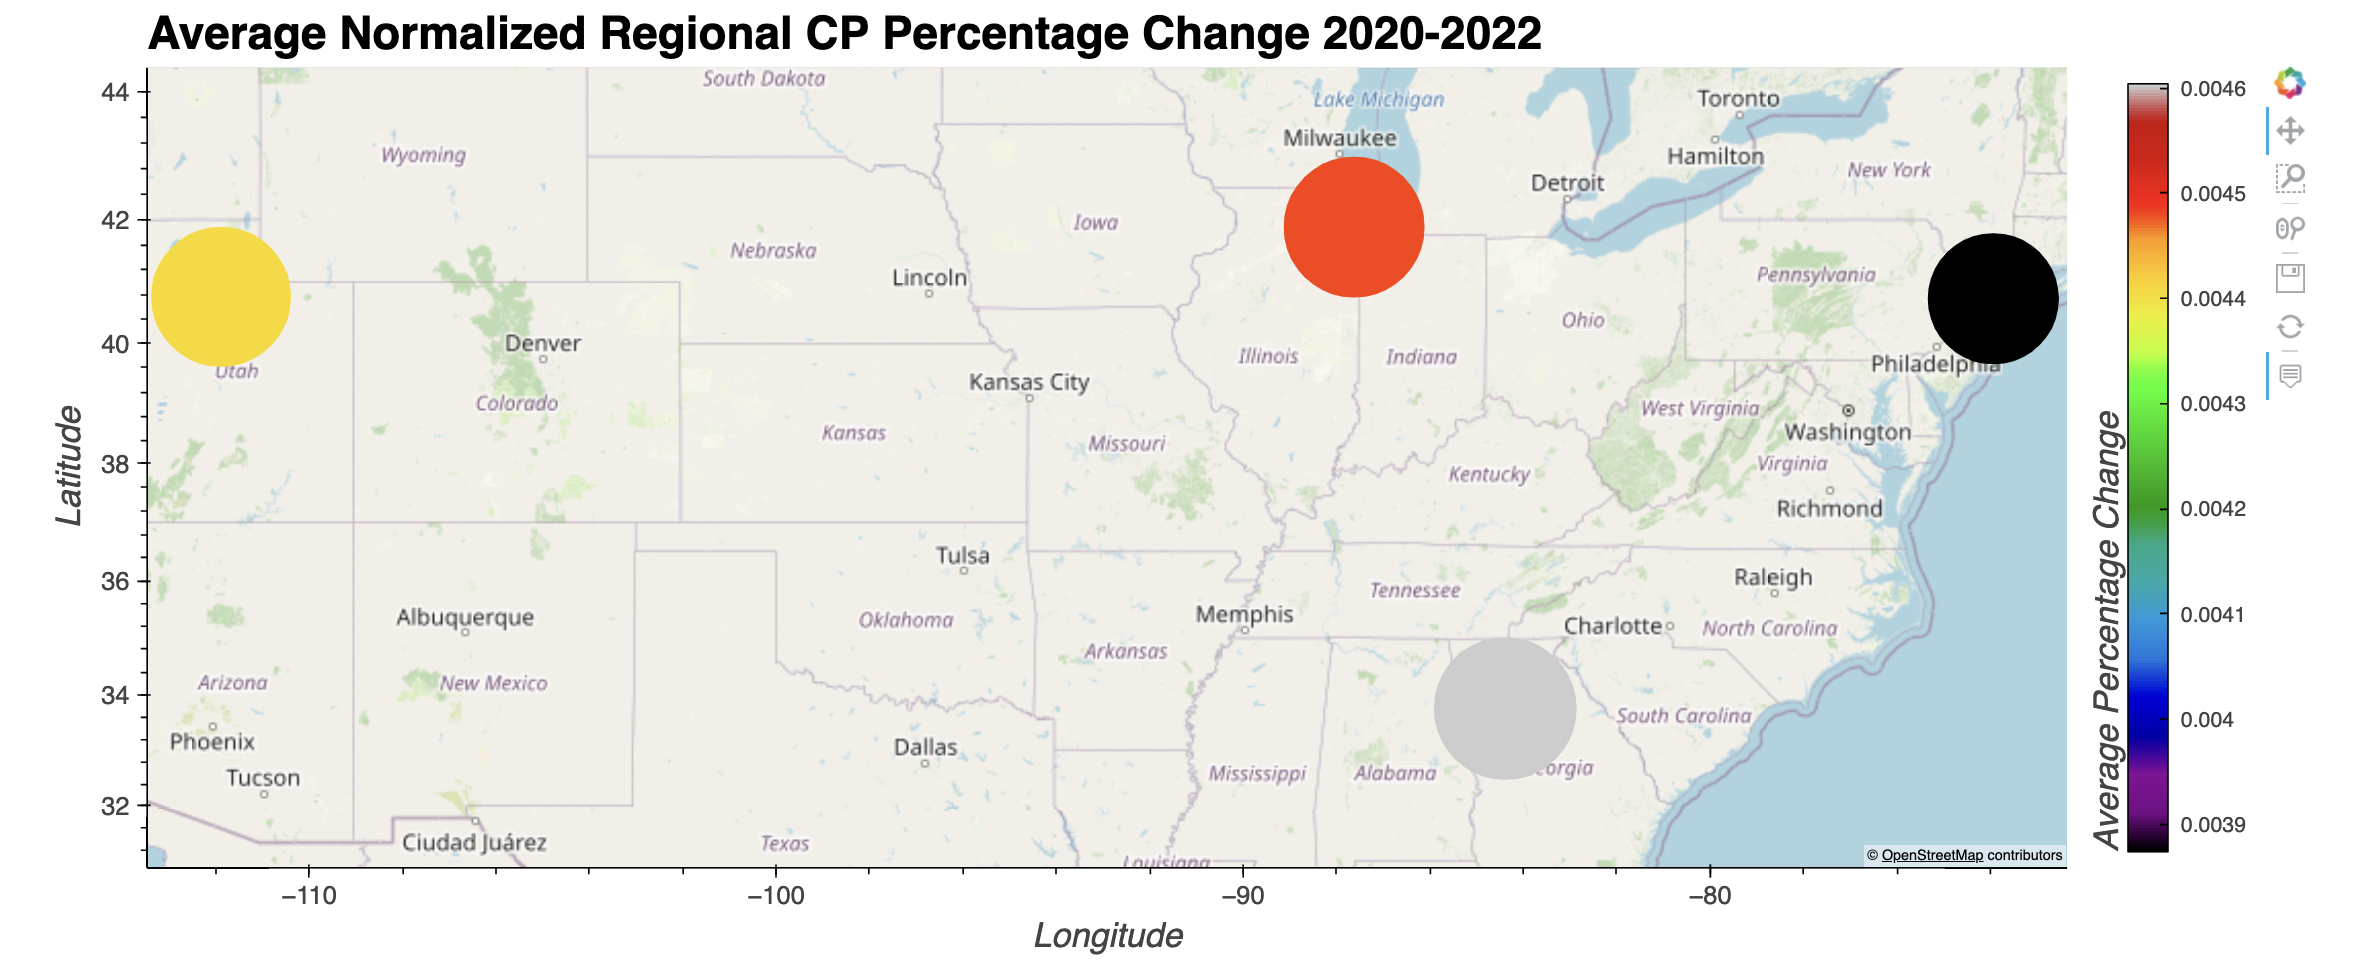 Average Normalized Regional CP Percentage Change 2020-2022
44
42
40
38
36
34
32
Latitude
South Dakota
Lake Michigan
Toronto
Milwaukee
Hamilton
Wyoming
New York
Detroit
Iowa
Nebraska
Lincoln
Pennsylvania
Ohio
Denver
Utah
Illinois
Indiana
Philadelphia
Kansas City
Colorado
West Virginia
Kansas
Missouri
Washington
Virginia
Kentucky
Richmond
Tulsa
Raleigh
Tennessee
Albuquerque
Oklahoma
Memphis
Charlotte
North Carolina
Arkansas
Arizona
New Mexico
South Carolina
Phoenix
Dallas
Tucson
Mississippi
Alabama
orgia
Ciudad Juárez
Texas
Louisiana
© OpenStreetMap contributors
−110
−100
−90
−80
Longitude
Average Percentage Change
0.0046
0.0045
0.0044
0.0043
0.0042
0.0041
0.004
0.0039